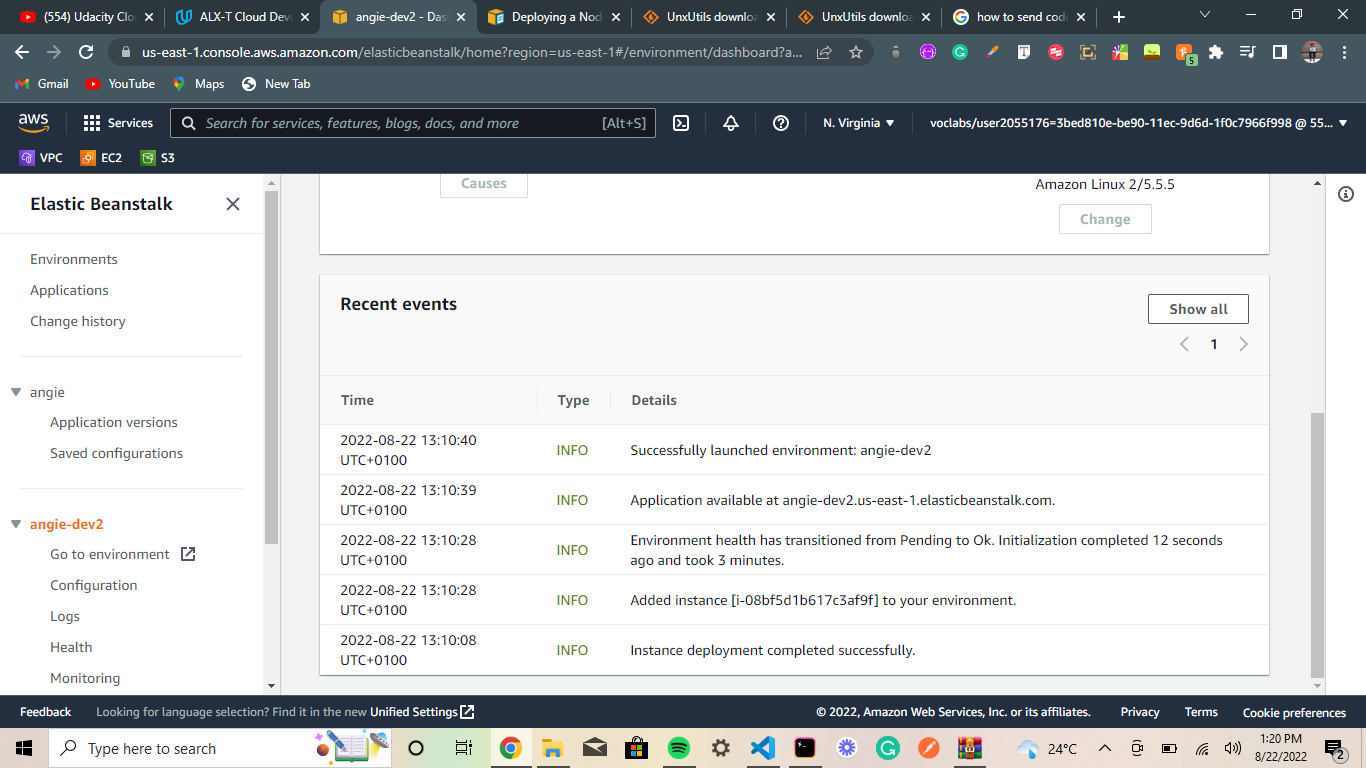 (554) Udacity Clo
ALX-T Cloud Deve
angie-dev2 - Das
Deploying a Nod
UnxUtils downloa
UnxUtils downloa
how to send cod
us-east-1.console.aws.amazon.com/elasticbeanstalk/home?region=us-east-1#/environment/dashboard?a...
5
Gmail
YouTube
Maps
New Tab
aws
Services
Search for services, features, blogs, docs, and more
[Alt+S]
N. Virginia
voclabs/user2055176=3bed810e-be90-11ec-9d6d-1f0c7966f998 @ 55...
VPC
EC2
S3
Elastic Beanstalk
Environments
Applications
Change history
angie
Application versions
Saved configurations
angie-dev2
Go to environment
Configuration
Logs
Health
Monitoring
Causes
Amazon Linux 2/5.5.5
Change
Recent events
Show all
1
Time
Type
Details
2022-08-22 13:10:40
UTC+0100
INFO
Successfully launched environment: angie-dev2
2022-08-22 13:10:39
UTC+0100
INFO
Application available at angie-dev2.us-east-1.elasticbeanstalk.com.
2022-08-22 13:10:28
UTC+0100
INFO
Environment health has transitioned from Pending to Ok. Initialization completed 12 seconds
ago and took 3 minutes.
2022-08-22 13:10:28
UTC+0100
INFO
Added instance [i-08bf5d1b617c3af9f] to your environment.
2022-08-22 13:10:08
UTC+0100
INFO
Instance deployment completed successfully.
Feedback
Looking for language selection? Find it in the new Unified Settings
© 2022, Amazon Web Services, Inc. or its affiliates.
Privacy
Terms
Cookie preferences
Type here to search
24°C
1:20 PM
8/22/2022
2